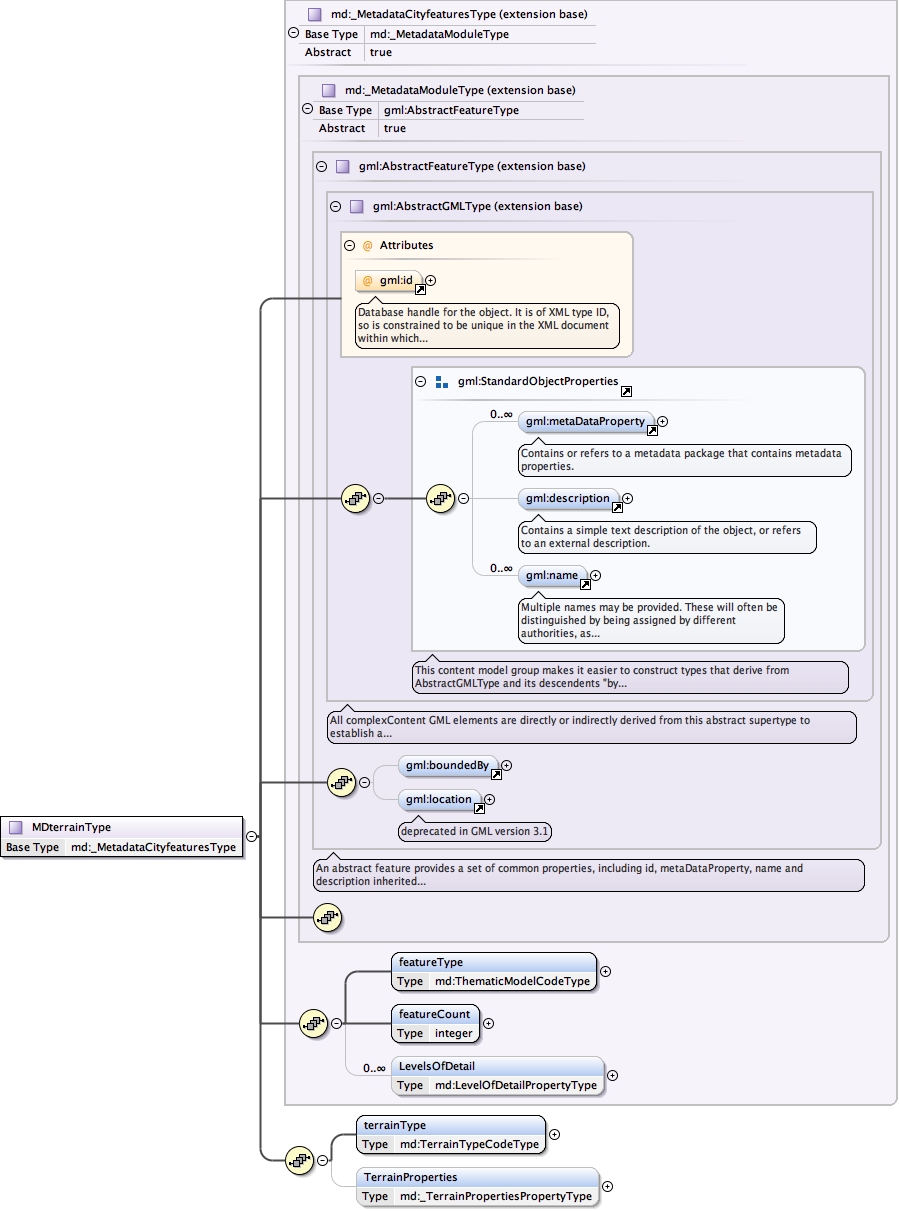 md:_MetadataCityfeaturesType (extension base)
Base Type md:_MetadataModuleType
Abstract true
md:_MetadataModuleType (extension base)
Base Type gml:AbstractFeatureType
Abstract true
gml:AbstractFeatureType (extension base)
gml:AbstractGMLType (extension base)
@ Attributes
@ gml:id
Database handle for the object. It is of XML type ID,
so is constrained to be unique in the XML document
within which...
gml:StandardObjectProperties
0..∞
gml:metaDataProperty
Contains or refers to a metadata package that contains metadata
properties.
gml:description
Contains a simple text description of the object, or refers
to an external description.
0..∞
gml:name
Multiple names may be provided. These will often be
distinguished by being assigned by different
authorities, as...
This content model group makes it easier to construct types that derive from
AbstractGMLType and its descendents "by...
All complexContent GML elements are directly or indirectly derived from this abstract supertype to
establish a...
gml:boundedBy
gml:location
deprecated in GML version 3.1
MDterrainType
Base Type md:_MetadataCityfeaturesType
An abstract feature provides a set of common properties, including id, metaDataProperty, name and
description inherited...
featureType
Type md:ThematicModelCodeType
featureCount
Type integer
0..∞
LevelsOfDetail
Type md:LevelOfDetailPropertyType
terrainType
Type md:TerrainTypeCodeType
TerrainProperties
Type md:_TerrainPropertiesPropertyType